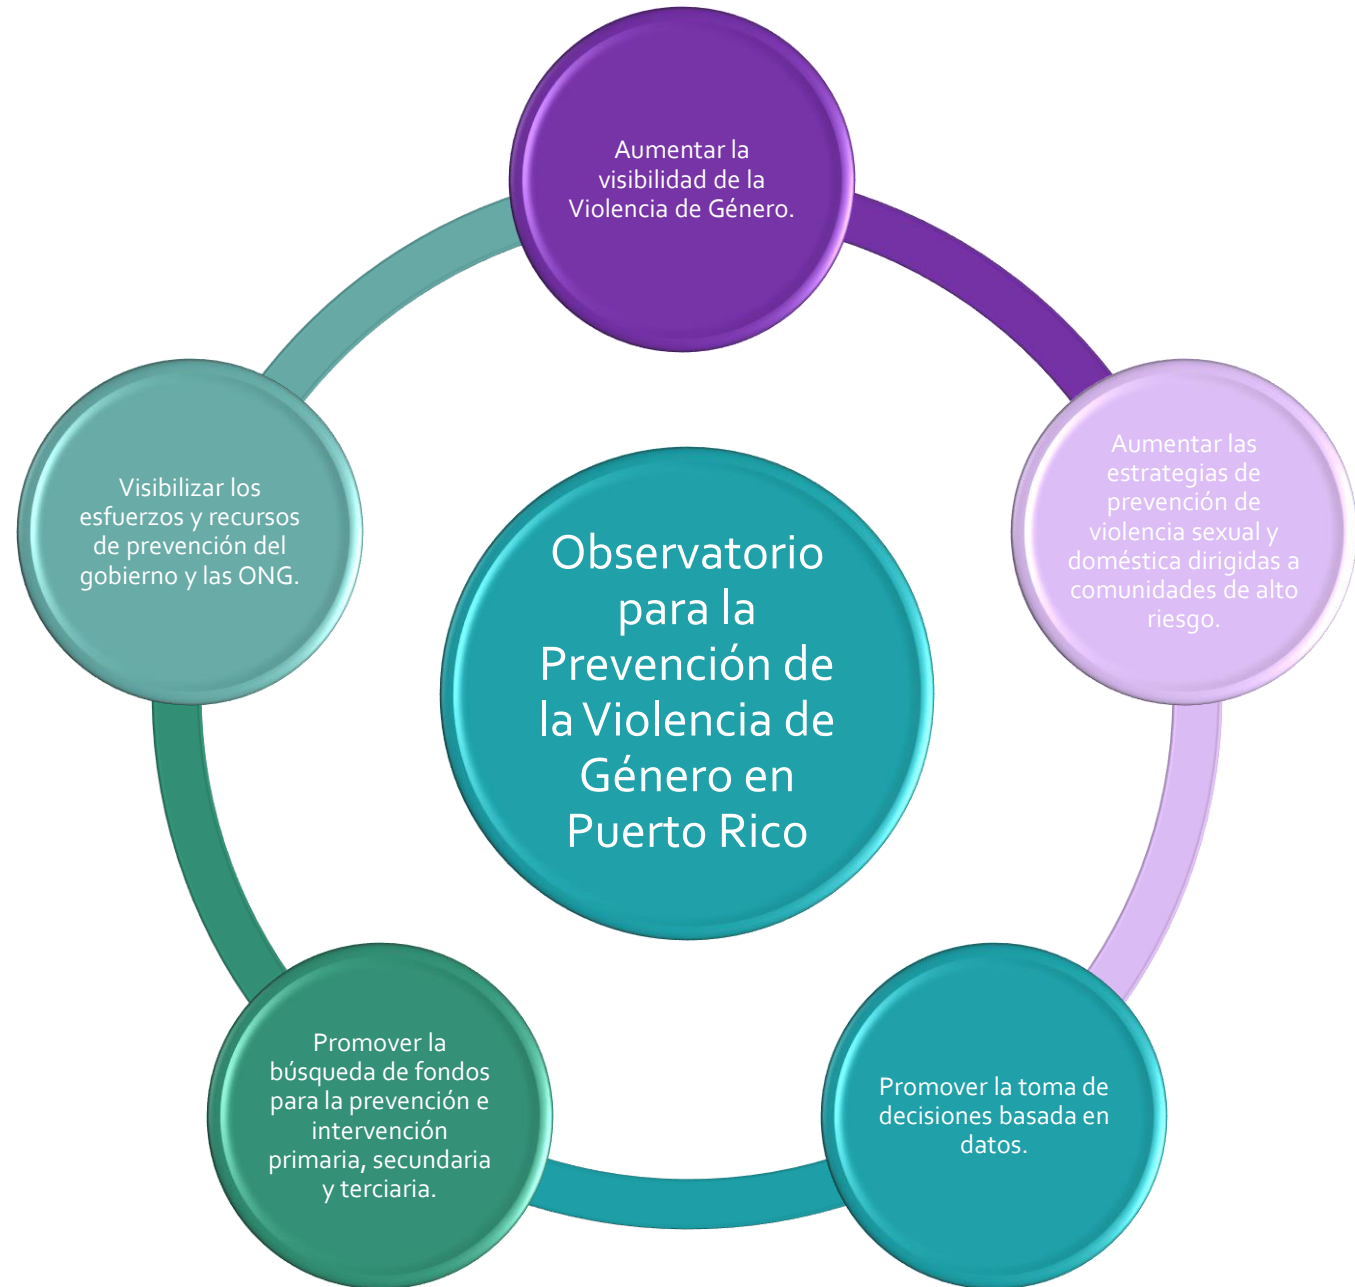 Aumentar la
visibilidad de la
Violencia de Género.
Aumentar las
estrategias de
prevención de
violencia sexual y
doméstica dirigidas a
comunidades de alto
riesgo.
Promover la toma de
decisiones basada en
datos.
Promover la
búsqueda de fondos
para la prevención e
intervención
primaria, secundaria
y terciaria.
Visibilizar los
esfuerzos y recursos
de prevención del
gobierno y las ONG.
Observatorio
para la
Prevención de
la Violencia de
Género en
Puerto Rico